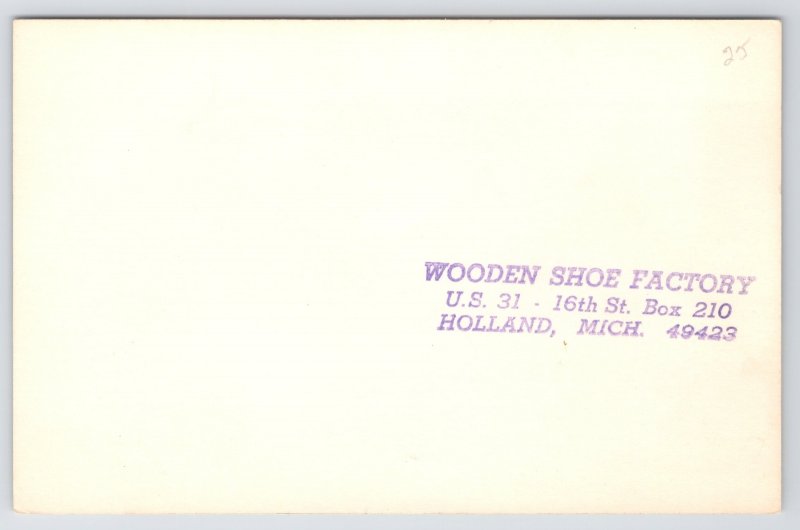 25
WOODEN SHOE FACTORY
U.S. 31 - 16th St. Box 210
HOLLAND, MICH. 49423